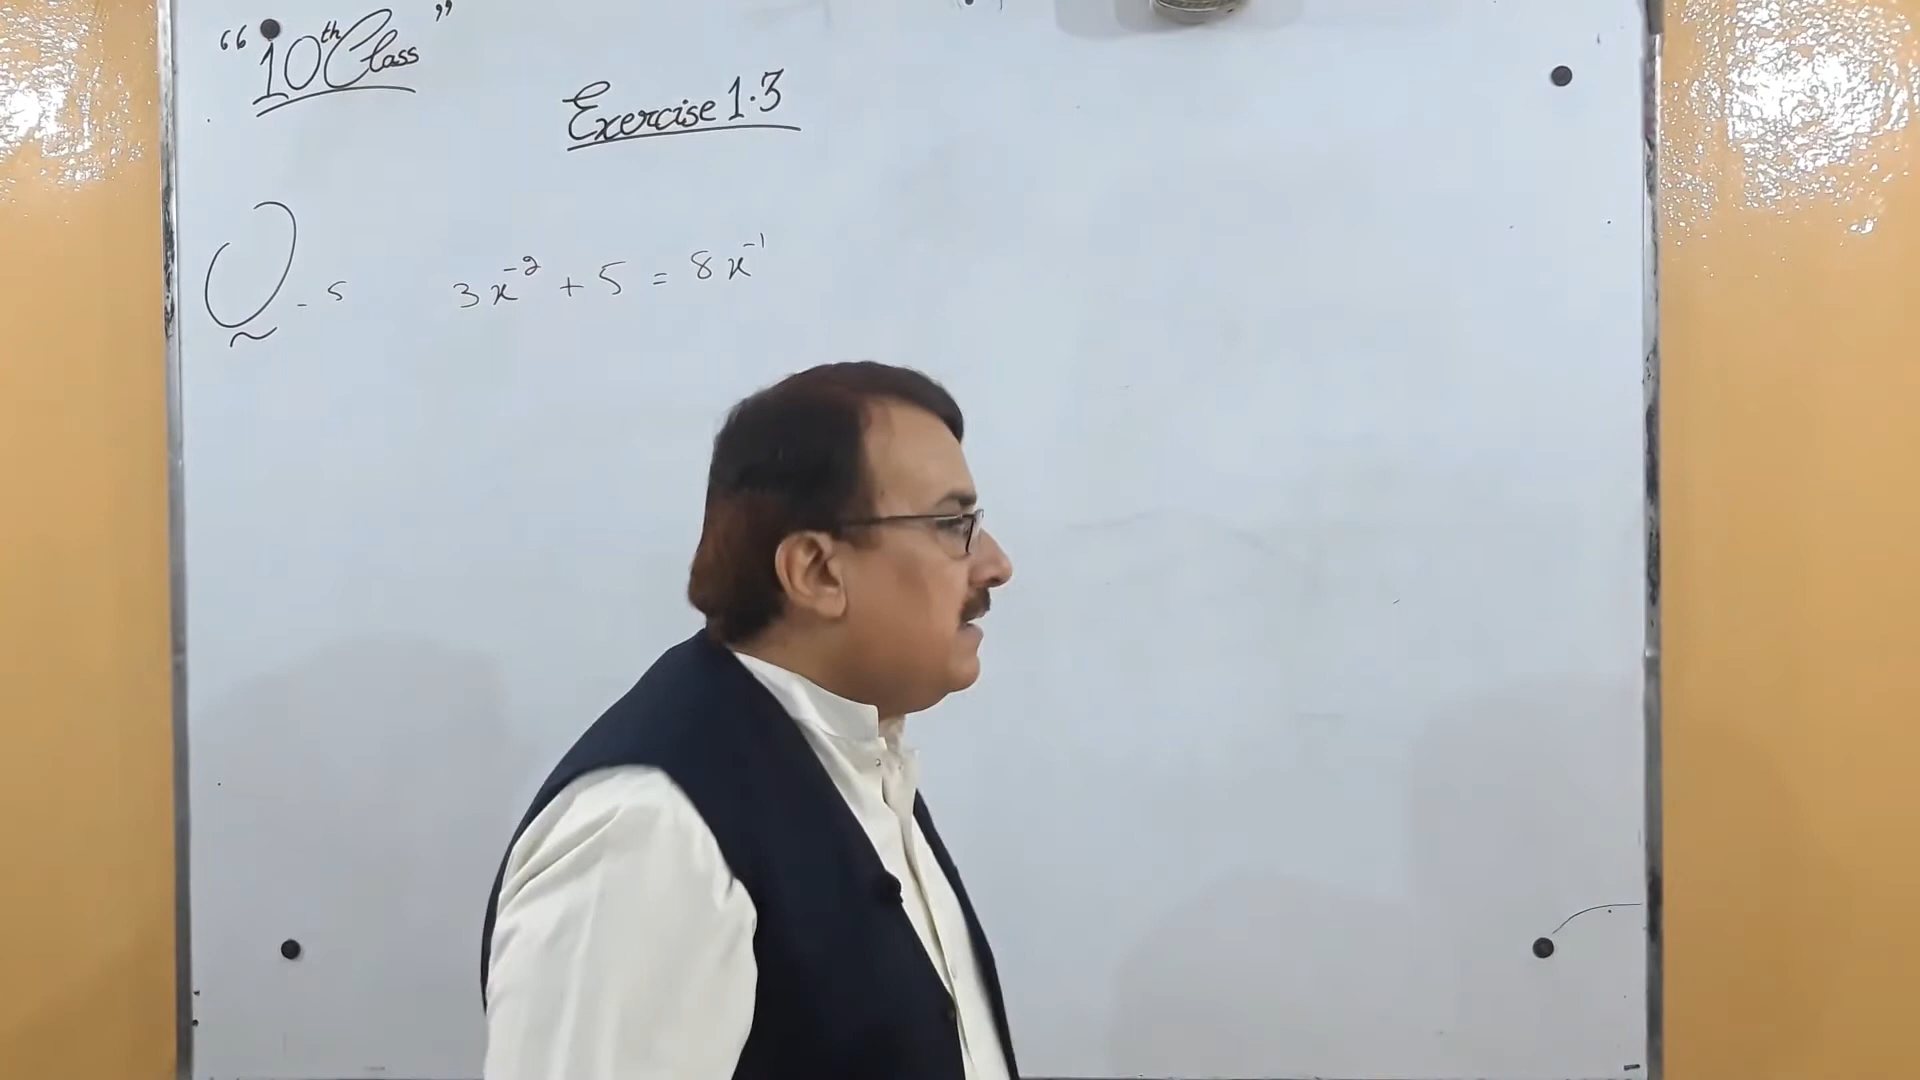 “10th Class”
Exercise 1.3
Q - 5 3x⁻² + 5 = 8x⁻¹